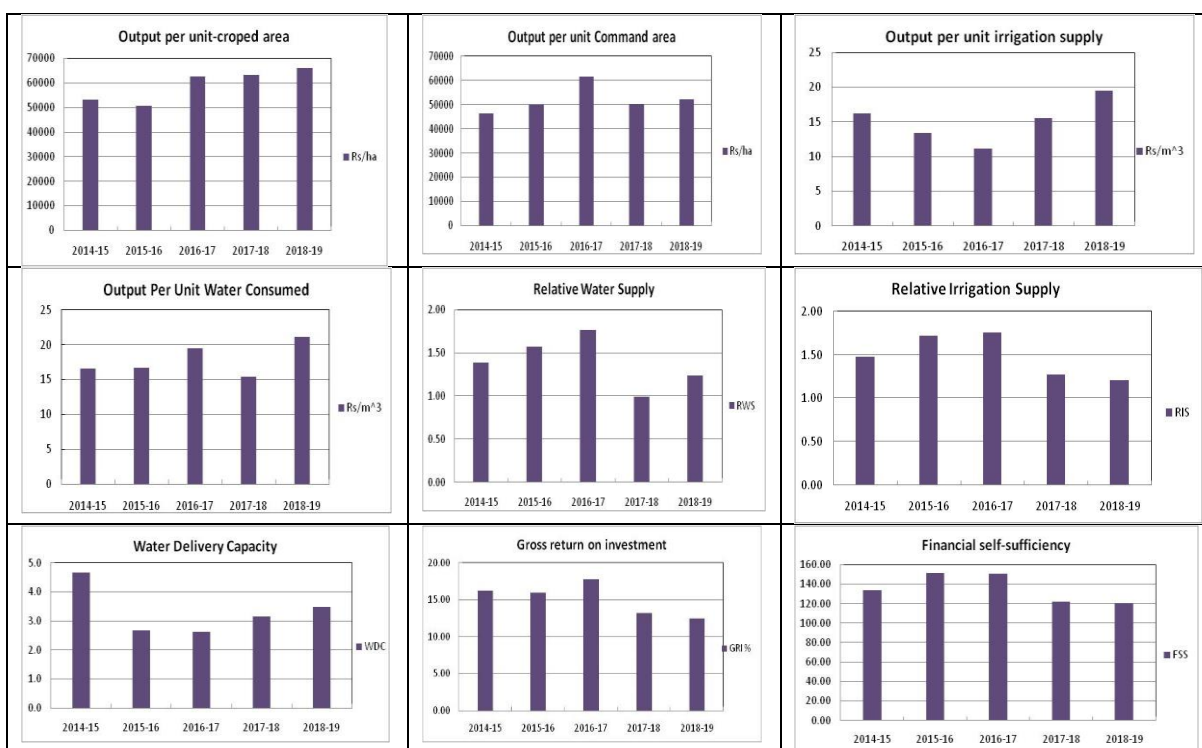 Output per unit-croped area
70000
60000
50000
40000
30000
20000
10000
0
Rs/ha
2014-15 2015-16 2016-17 2017-18 2018-19
Output per unit Command area
70000
60000
50000
40000
30000
20000
10000
0
Rs/ha
2014-15 2015-16 2016-17 2017-18 2018-19
Output per unit irrigation supply
25
20
15
10
5
0
Rs/m^3
2014-15 2015-16 2016-17 2017-18 2018-19
Output Per Unit Water Consumed
25
20
15
10
5
0
Rs/m^3
2014-15 2015-16 2016-17 2017-18 2018-19
Relative Water Supply
2.00
1.50
1.00
0.50
0.00
RWS
2014-15 2015-16 2016-17 2017-18 2018-19
Relative Irrigation Supply
2.00
1.50
1.00
0.50
0.00
RIS
2014-15 2015-16 2016-17 2017-18 2018-19
Water Delivery Capacity
5.0
4.0
3.0
2.0
1.0
0.0
WDC
2014-15 2015-16 2016-17 2017-18 2018-19
Gross return on investment
20.00
15.00
10.00
5.00
0.00
GRI %
2014-15 2015-16 2016-17 2017-18 2018-19
Financial self-sufficiency
160.00
140.00
120.00
100.00
80.00
60.00
40.00
20.00
0.00
FSS
2014-15 2015-16 2016-17 2017-18 2018-19